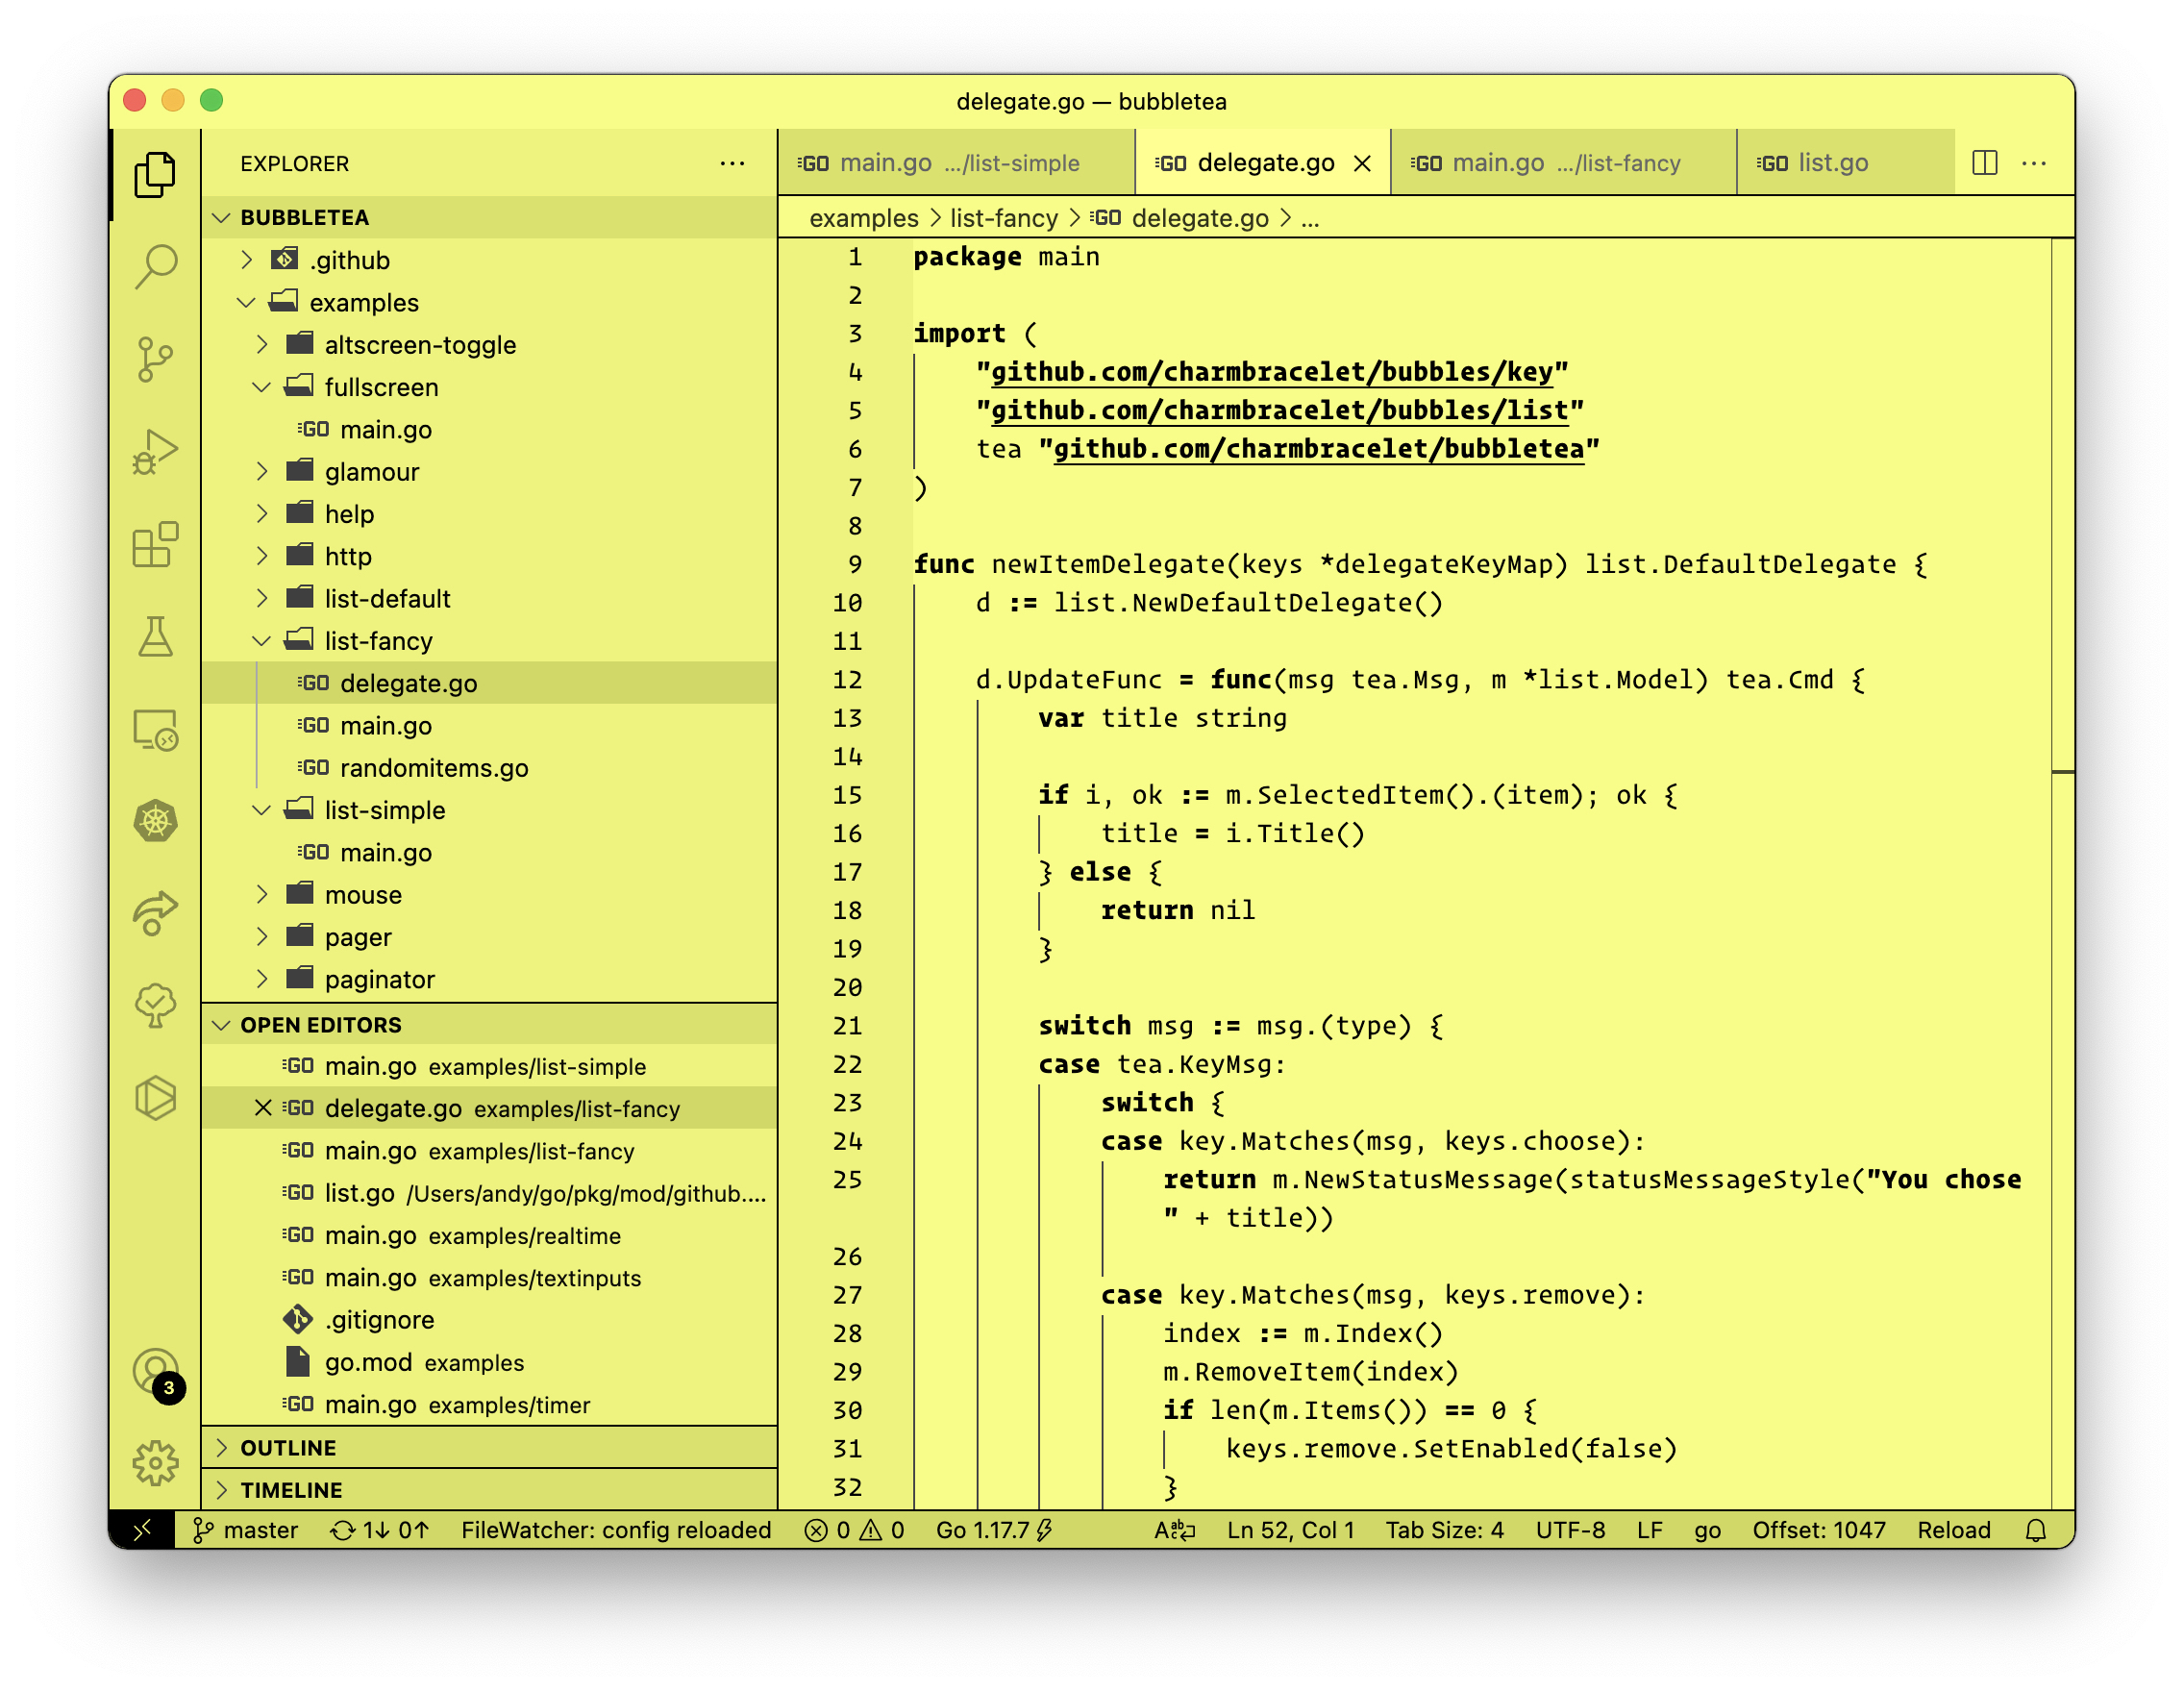 delegate.go — bubbletea
EXPLORER
BUBBLETEA
.github
examples
altscreen-toggle
fullscreen
GO main.go
glamour
help
http
list-default
list-fancy
GO delegate.go
GO main.go
GO randomitems.go
list-simple
GO main.go
mouse
pager
paginator
OPEN EDITORS
GO main.go examples/list-simple
GO delegate.go examples/list-fancy
GO main.go examples/list-fancy
GO list.go /Users/andy/go/pkg/mod/github....
GO main.go examples/realtime
GO main.go examples/textinputs
.gitignore
go.mod examples
GO main.go examples/timer
OUTLINE
TIMELINE
3
GO main.go .../list-simple GO delegate.go GO main.go .../list-fancy GO list.go
examples > list-fancy > GO delegate.go > ...
1 package main
2
3 import (
4 "github.com/charmbracelet/bubbles/key"
5 "github.com/charmbracelet/bubbles/list"
6 tea "github.com/charmbracelet/bubbletea"
7 )
8
9 func newItemDelegate(keys *delegateKeyMap) list.DefaultDelegate {
10 d := list.NewDefaultDelegate()
11
12 d.UpdateFunc = func(msg tea.Msg, m *list.Model) tea.Cmd {
13 var title string
14
15 if i, ok := m.SelectedItem().(item); ok {
16 title = i.Title()
17 } else {
18 return nil
19 }
20
21 switch msg := msg.(type) {
22 case tea.KeyMsg:
23 switch {
24 case key.Matches(msg, keys.choose):
25 return m.NewStatusMessage(statusMessageStyle("You chose
" + title))
26
27 case key.Matches(msg, keys.remove):
28 index := m.Index()
29 m.RemoveItem(index)
30 if len(m.Items()) == 0 {
31 keys.remove.SetEnabled(false)
32 }
master 1↓ 0↑ FileWatcher: config reloaded 0 0 Go 1.17.7 Ln 52, Col 1 Tab Size: 4 UTF-8 LF go Offset: 1047 Reload